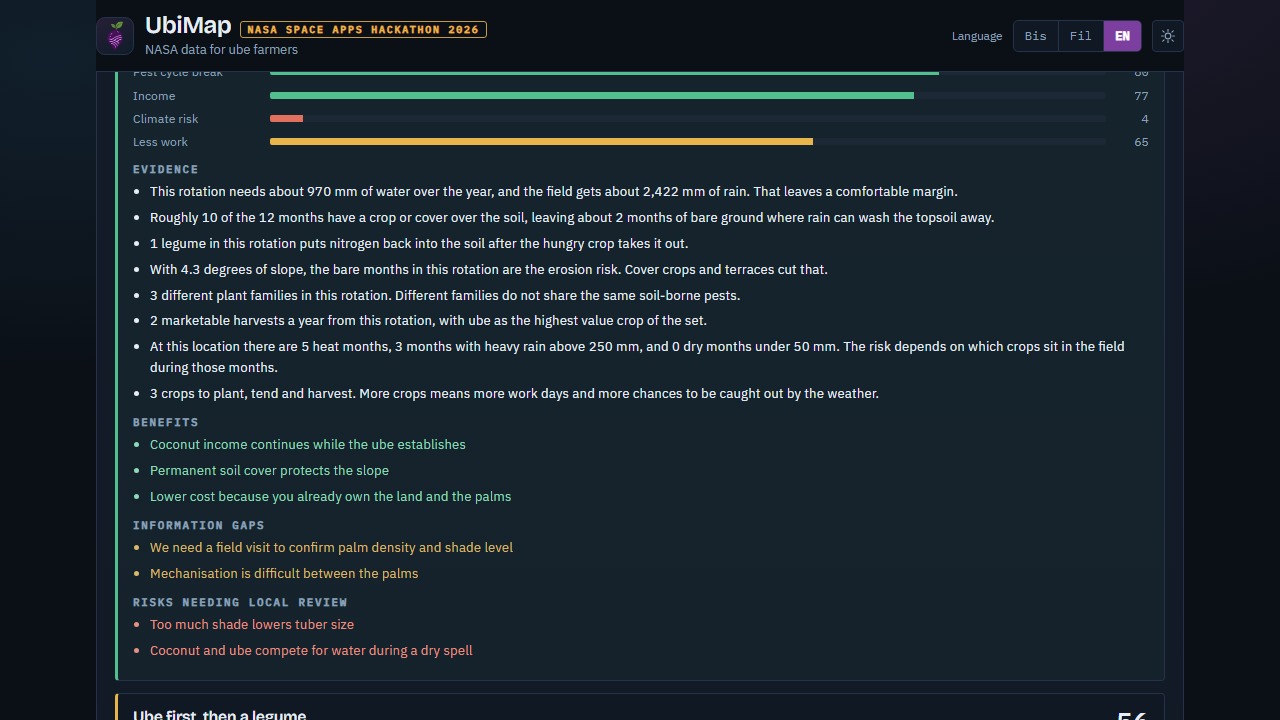 UbiMap NASA SPACE APPS HACKATHON 2026
NASA data for ube farmers
Language Bis Fil EN
Pest cycle break 80
Income 77
Climate risk 4
Less work 65
EVIDENCE
This rotation needs about 970 mm of water over the year, and the field gets about 2,422 mm of rain. That leaves a comfortable margin.
Roughly 10 of the 12 months have a crop or cover over the soil, leaving about 2 months of bare ground where rain can wash the topsoil away.
1 legume in this rotation puts nitrogen back into the soil after the hungry crop takes it out.
With 4.3 degrees of slope, the bare months in this rotation are the erosion risk. Cover crops and terraces cut that.
3 different plant families in this rotation. Different families do not share the same soil-borne pests.
2 marketable harvests a year from this rotation, with ube as the highest value crop of the set.
At this location there are 5 heat months, 3 months with heavy rain above 250 mm, and 0 dry months under 50 mm. The risk depends on which crops sit in the field
during those months.
3 crops to plant, tend and harvest. More crops means more work days and more chances to be caught out by the weather.
BENEFITS
Coconut income continues while the ube establishes
Permanent soil cover protects the slope
Lower cost because you already own the land and the palms
INFORMATION GAPS
We need a field visit to confirm palm density and shade level
Mechanisation is difficult between the palms
RISKS NEEDING LOCAL REVIEW
Too much shade lowers tuber size
Coconut and ube compete for water during a dry spell
Ube first, then a legume 56